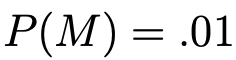 P(M) = .01